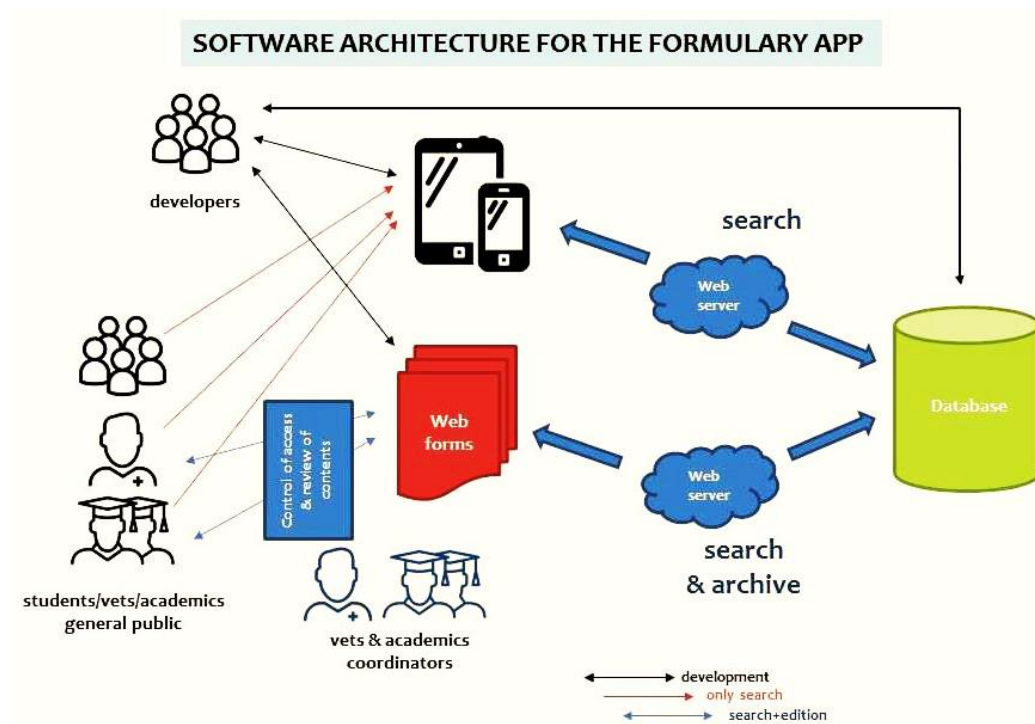 SOFTWARE ARCHITECTURE FOR THE FORMULARY APP
developers
search
Web
server
Database
Control of access
& review of
contents
Web
forms
Web
server
search
& archive
students/vets/academics
general public
vets & academics
coordinators
development
only search
search+edition